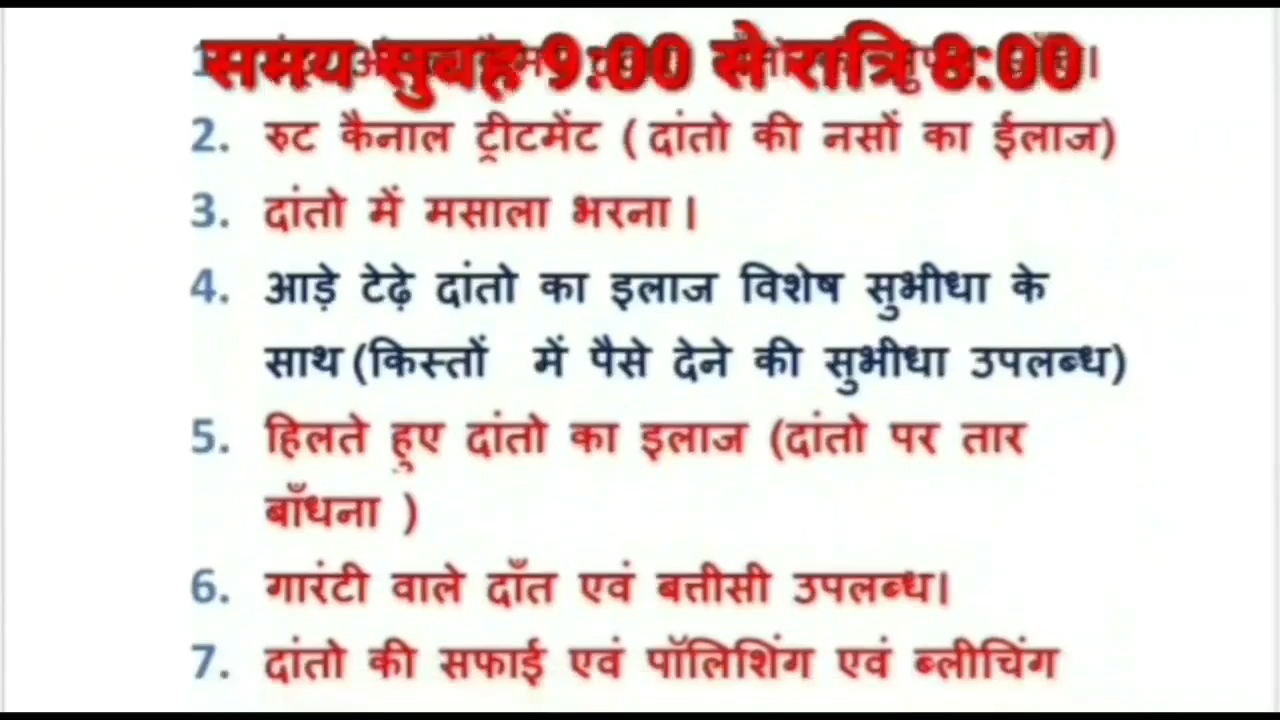 समय सुबह 9:00 से रात्रि 8:00
2. रुट कैनाल ट्रीटमेंट ( दांतो की नसों का ईलाज)
3. दांतो में मसाला भरना।
4. आड़े टेढ़े दांतो का इलाज विशेष सुभीधा के
साथ (किस्तों में पैसे देने की सुभीधा उपलब्ध)
5. हिलते हुए दांतो का इलाज (दांतो पर तार
बाँधना )
6. गारंटी वाले दाँत एवं बत्तीसी उपलब्ध।
7. दांतो की सफाई एवं पॉलिशिंग एवं ब्लीचिंग